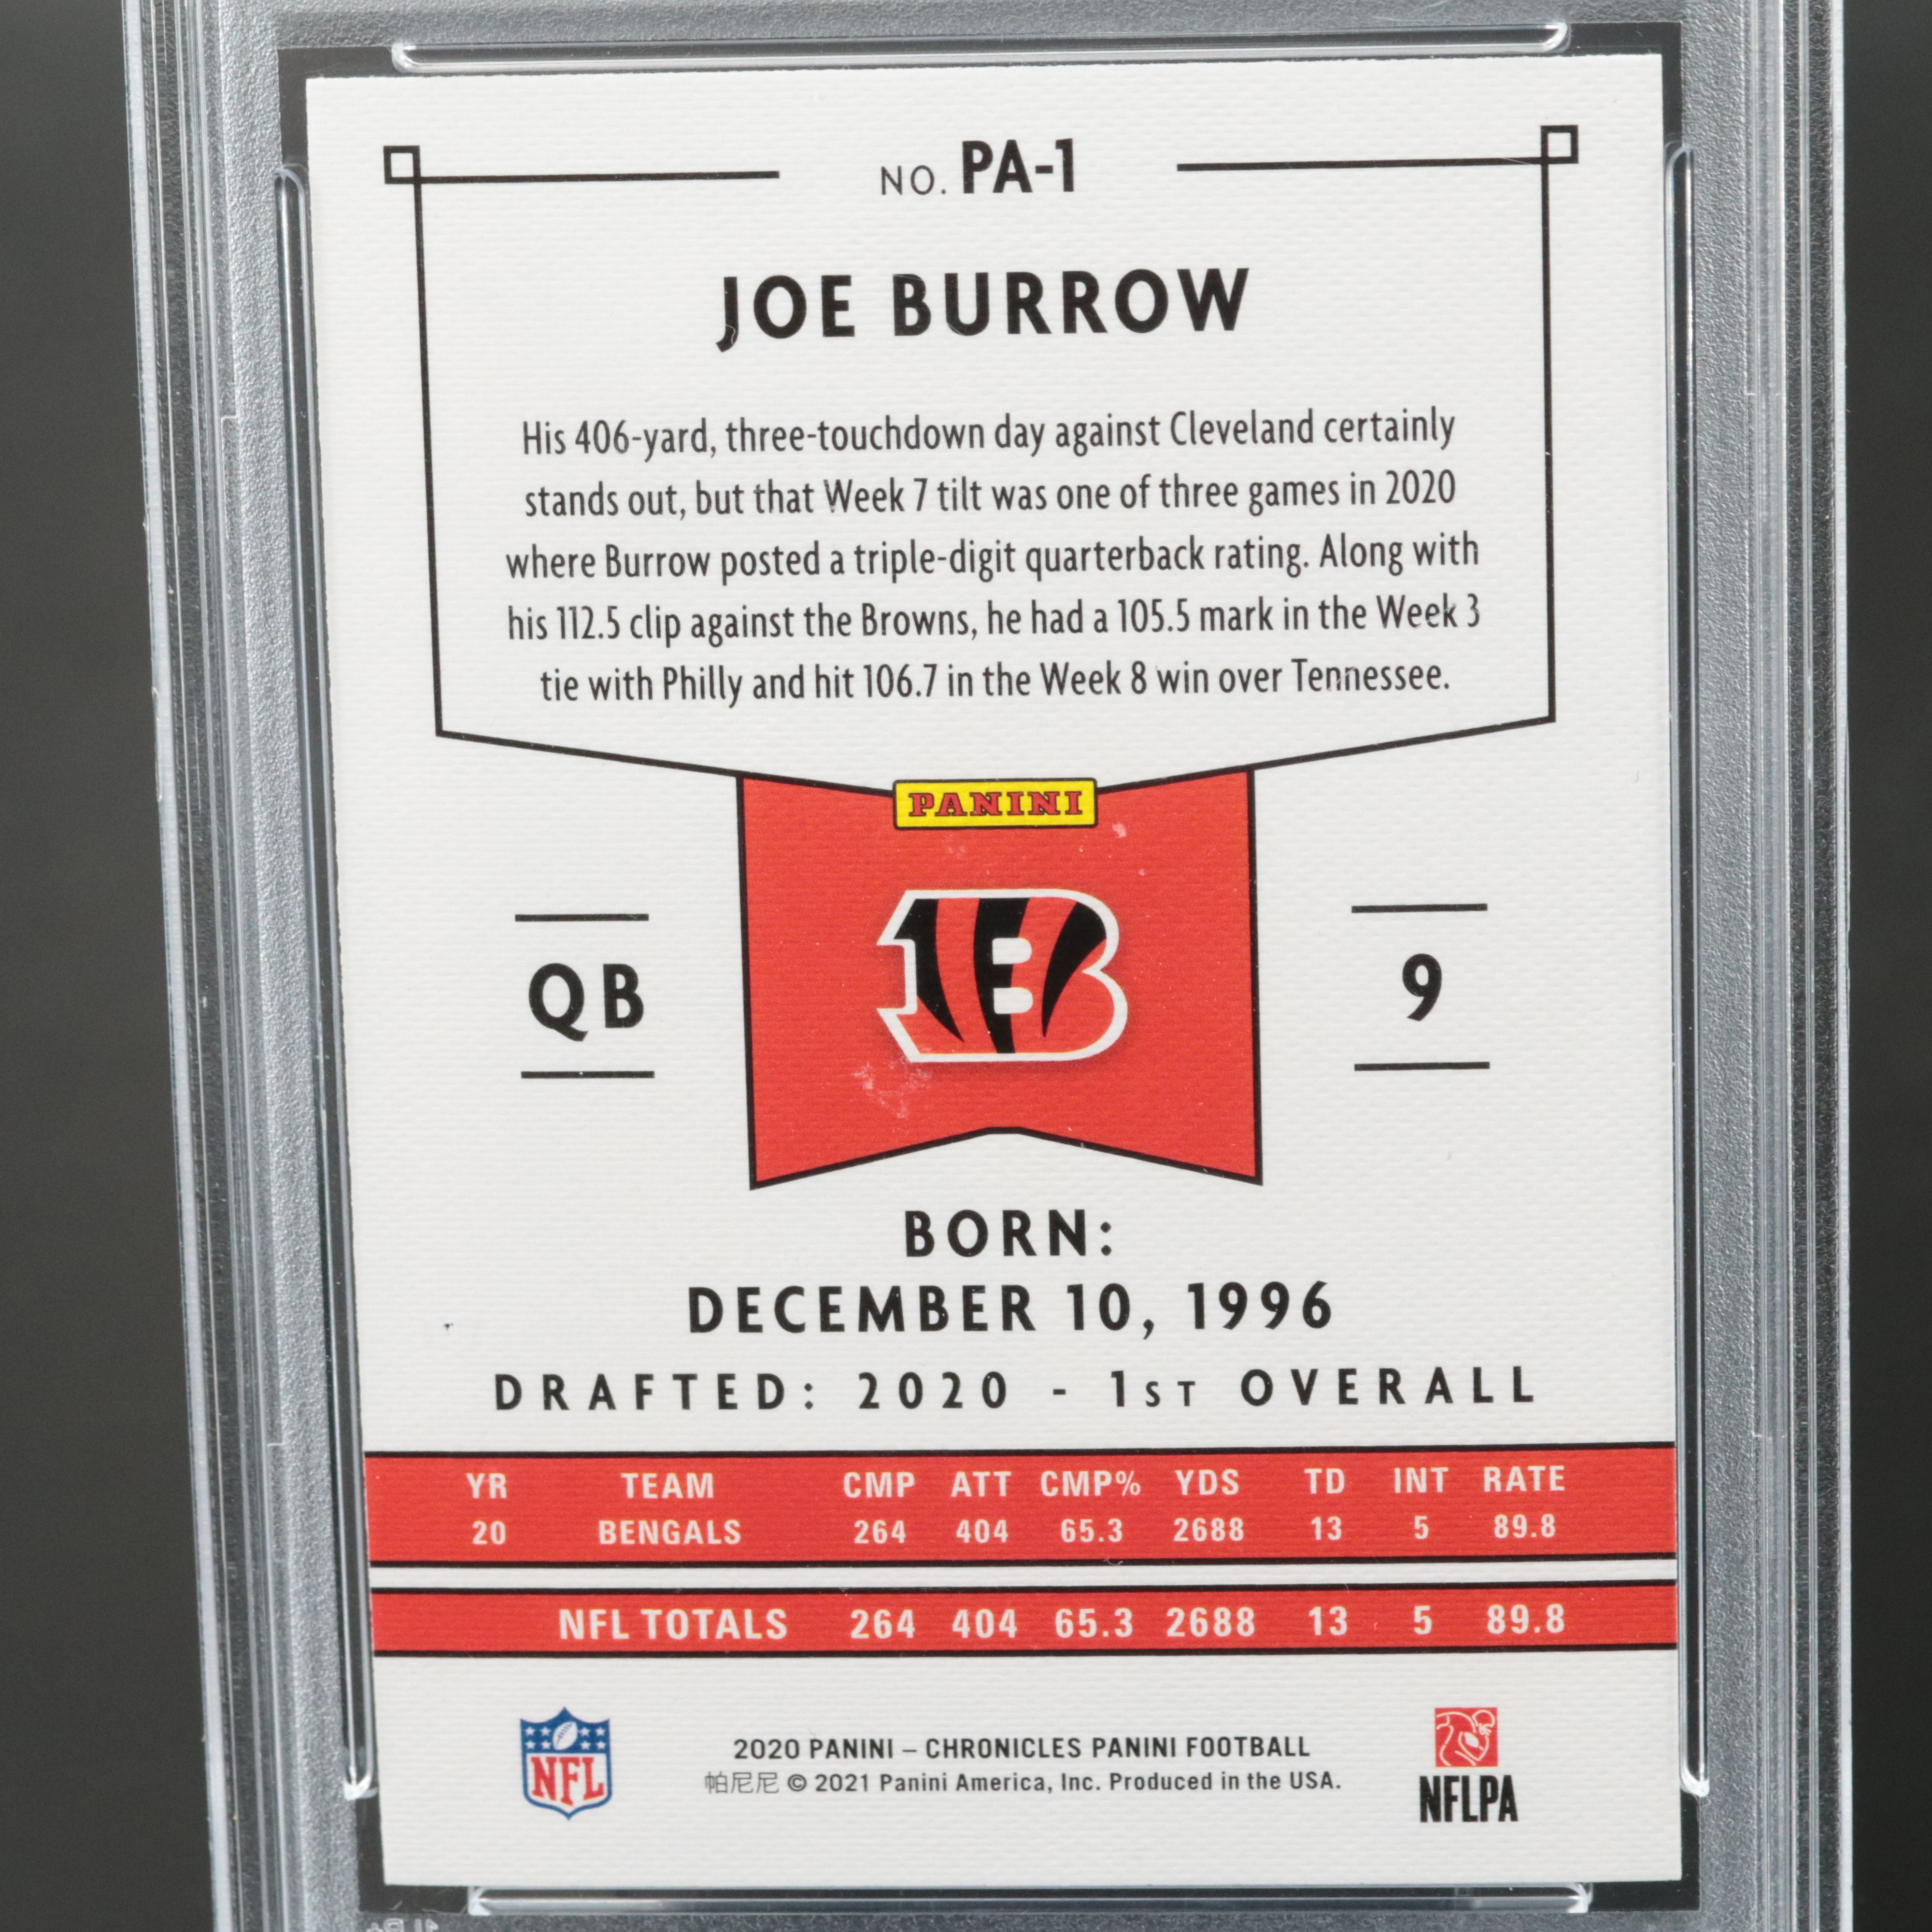 NO. PA-1
JOE BURROW
His 406-yard, three-touchdown day against Cleveland certainly
stands out, but that Week 7 tilt was one of three games in 2020
where Burrow posted a triple-digit quarterback rating. Along with
his 112.5 clip against the Browns, he had a 105.5 mark in the Week 3
tie with Philly and hit 106.7 in the Week 8 win over Tennessee.
PANINI
B
QB
9
BORN:
DECEMBER 10, 1996
DRAFTED: 2020 - 1ST OVERALL
YR TEAM CMP ATT CMP% YDS TD INT RATE
20 BENGALS 264 404 65.3 2688 13 5 89.8
NFL TOTALS 264 404 65.3 2688 13 5 89.8
NFL
2020 PANINI – CHRONICLES PANINI FOOTBALL
帕尼尼 © 2021 Panini America, Inc. Produced in the USA.
NFLPA